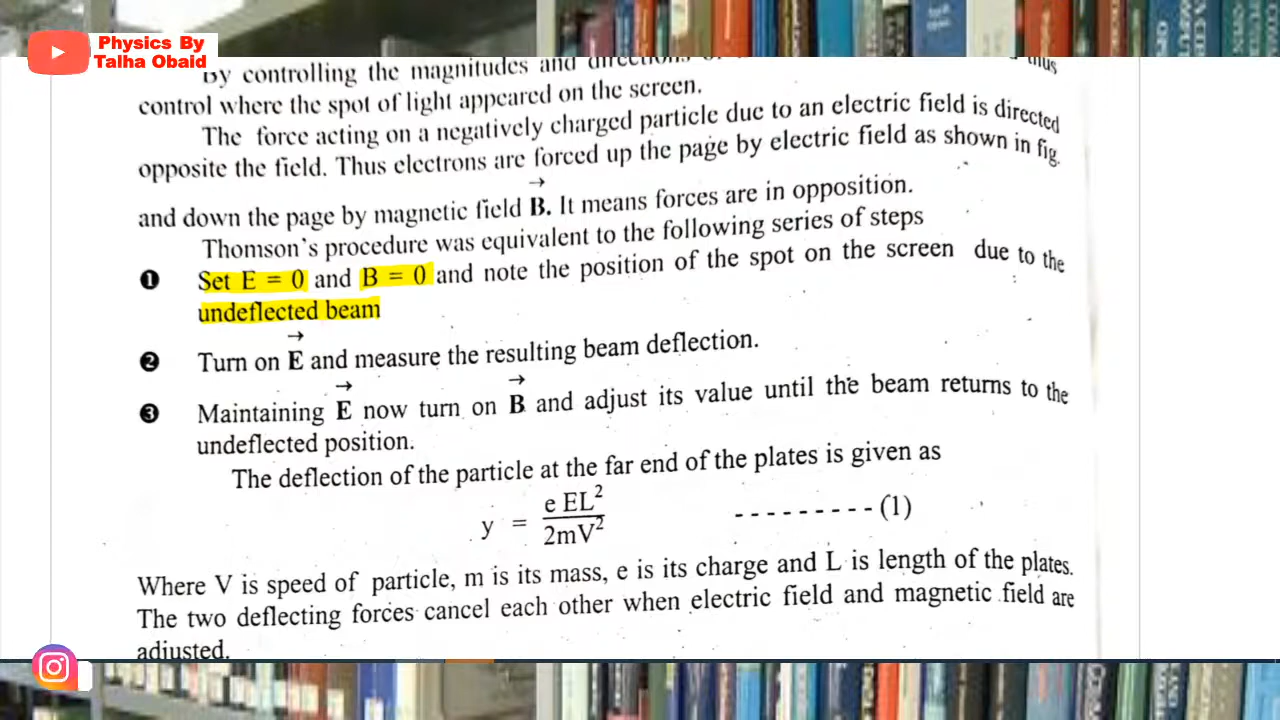 Physics By
Talha Obaid
By controlling the magnitudes and directions
control where the spot of light appeared on the screen.
The force acting on a negatively charged particle due to an electric field is directed
opposite the field. Thus electrons are forced up the page by electric field as shown in fig.
and down the page by magnetic field B⃗. It means forces are in opposition.
Thomson's procedure was equivalent to the following series of steps
❶ Set E = 0 and B = 0 and note the position of the spot on the screen due to the
undeflected beam
❷ Turn on E⃗ and measure the resulting beam deflection.
❸ Maintaining E⃗ now turn on B⃗ and adjust its value until the beam returns to the
undeflected position.
The deflection of the particle at the far end of the plates is given as
y = e EL² / 2mV² - - - - - - - - - (1)
Where V is speed of particle, m is its mass, e is its charge and L is length of the plates.
The two deflecting forces cancel each other when electric field and magnetic field are
adjusted.